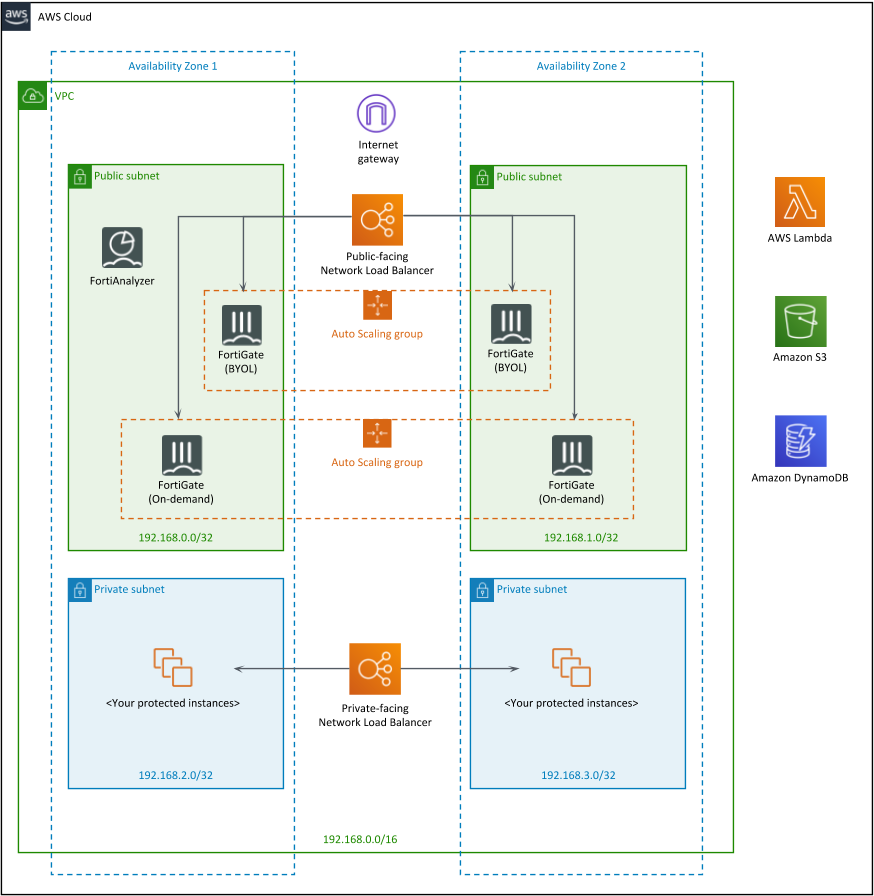 aws
AWS Cloud
Availability Zone 1
Availability Zone 2
VPC
Internet
gateway
Public subnet
Public subnet
AWS Lambda
Public-facing
Network Load Balancer
FortiAnalyzer
Auto Scaling group
FortiGate
(BYOL)
FortiGate
(BYOL)
Amazon S3
Auto Scaling group
FortiGate
(On-demand)
FortiGate
(On-demand)
Amazon DynamoDB
192.168.0.0/32
192.168.1.0/32
Private subnet
Private subnet
<Your protected instances>
<Your protected instances>
Private-facing
Network Load Balancer
192.168.2.0/32
192.168.3.0/32
192.168.0.0/16